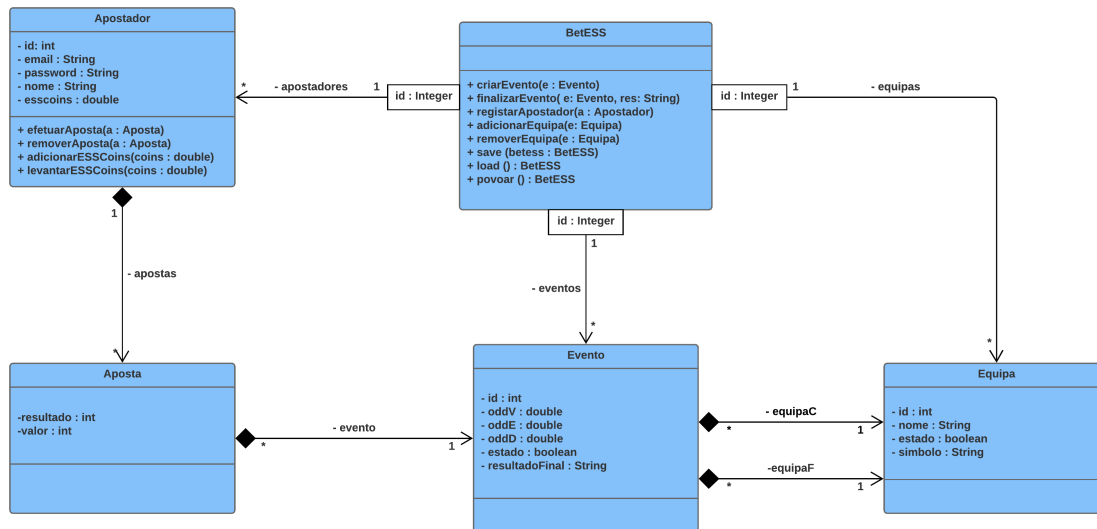 Apostador
- id: int
- email : String
- password : String
- nome : String
- esscoins : double
+ efetuarAposta(a : Aposta)
+ removerAposta(a : Aposta)
+ adicionarESSCoins(coins : double)
+ levantarESSCoins(coins : double)
* - apostadores 1
id : Integer
BetESS
+ criarEvento(e : Evento)
+ finalizarEvento( e: Evento, res: String)
+ registarApostador(a : Apostador)
+ adicionarEquipa(e: Equipa)
+ removerEquipa(e : Equipa)
+ save (betess : BetESS)
+ load () : BetESS
+ povoar () : BetESS
id : Integer
1 - equipas
*
id : Integer
1
- eventos
*
1
- apostas
*
Aposta
-resultado : int
-valor : int
- evento
* 1
Evento
- id : int
- oddV : double
- oddE : double
- oddD : double
- estado : boolean
- resultadoFinal : String
- equipaC
* 1
-equipaF
* 1
Equipa
- id : int
- nome : String
- estado : boolean
- simbolo : String